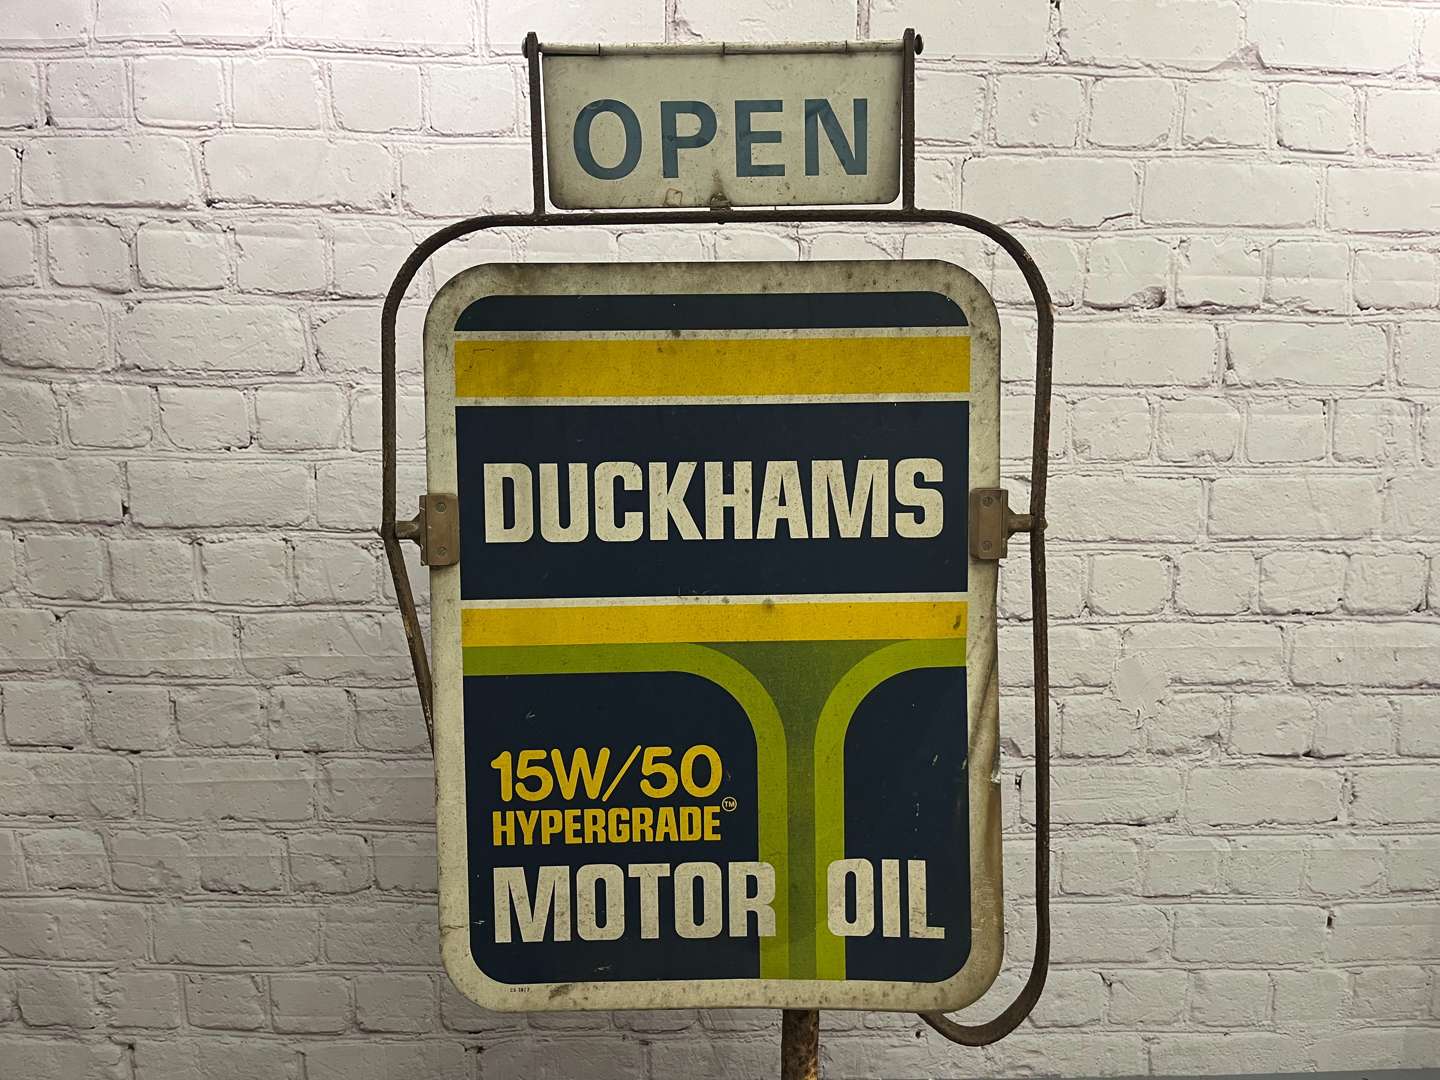 OPEN
DUCKHAMS
15W/50
HYPERGRADE™
MOTOR OIL